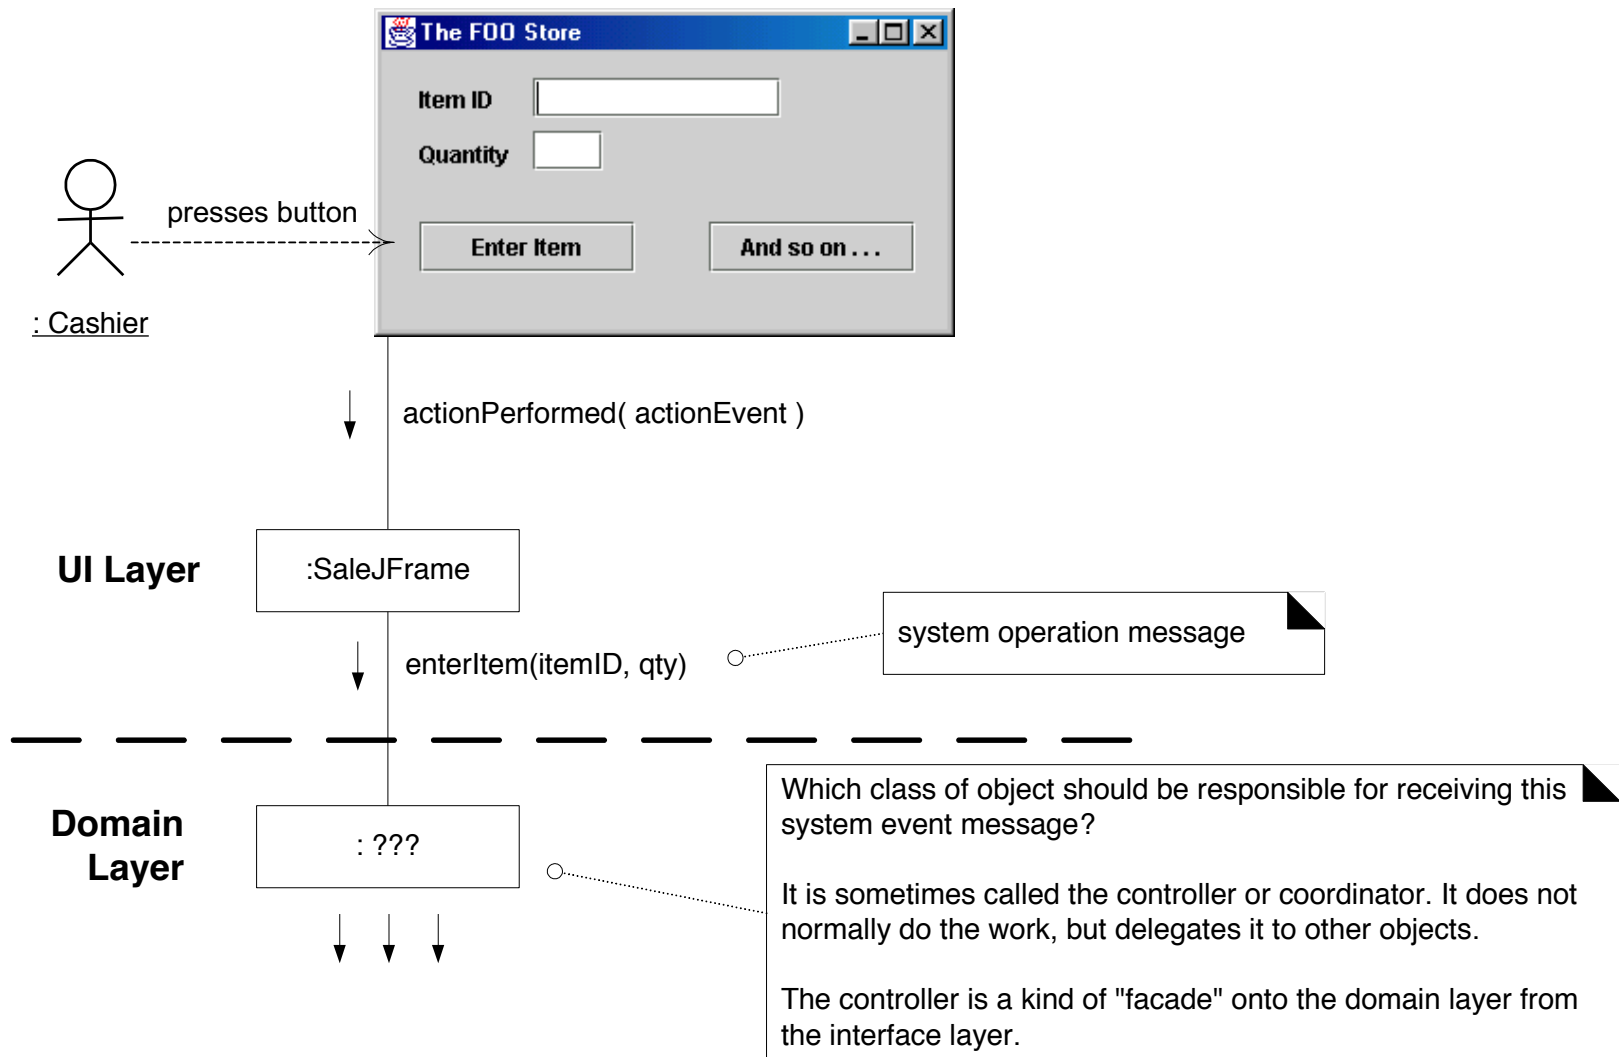 The FOO Store
Item ID
Quantity
presses button
Enter Item
And so on . . .
: Cashier
actionPerformed( actionEvent )
UI Layer
:SaleJFrame
system operation message
enterItem(itemID, qty)
Domain
Layer
: ???
Which class of object should be responsible for receiving this
system event message?
It is sometimes called the controller or coordinator. It does not
normally do the work, but delegates it to other objects.
The controller is a kind of "facade" onto the domain layer from
the interface layer.